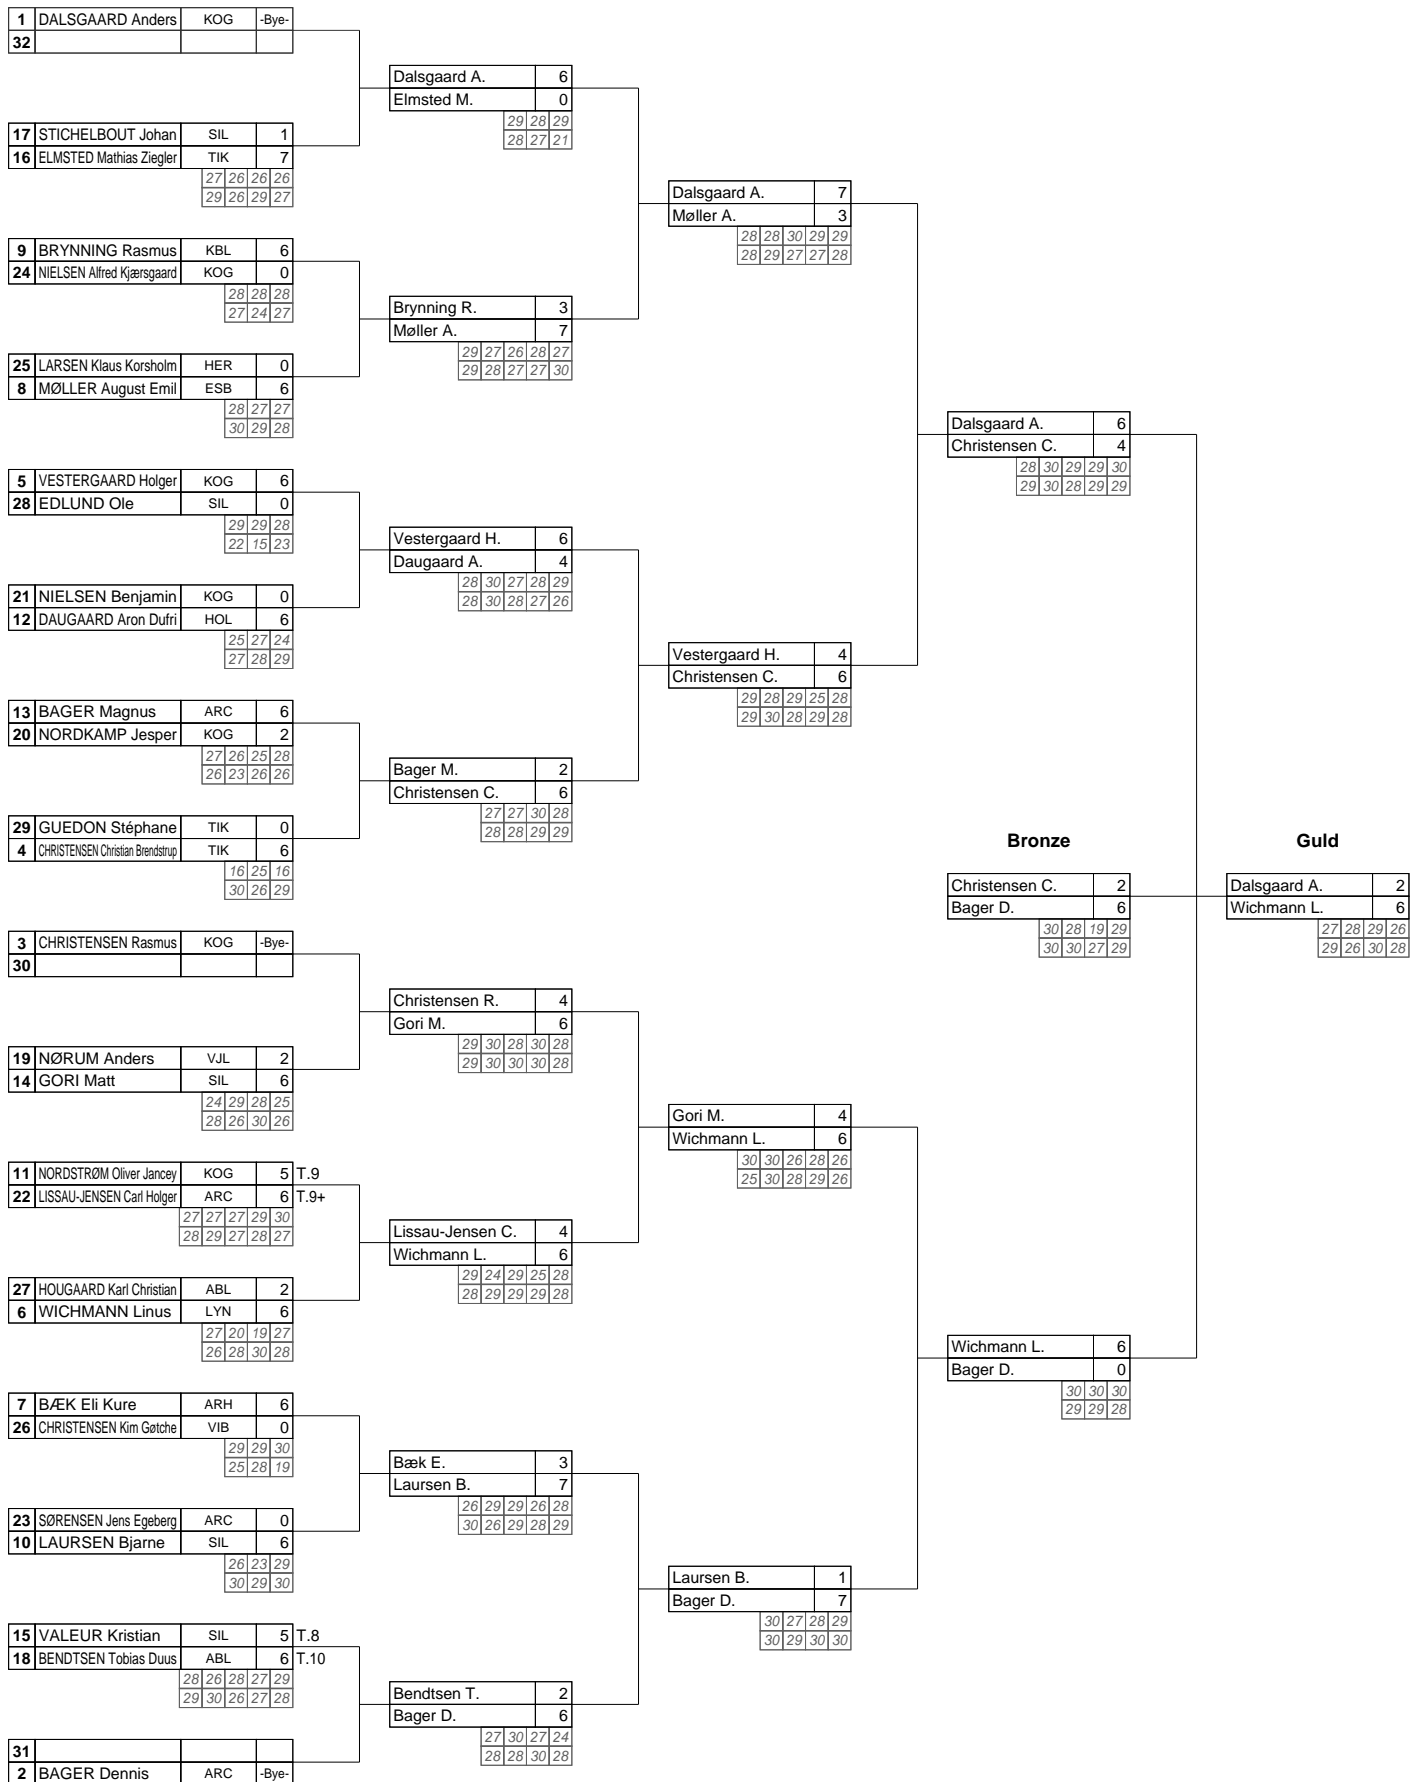 1 DALSGAARD Anders KOG -Bye-
32
17 STICHELBOUT Johan SIL 1
16 ELMSTED Mathias Ziegler TIK 7
27 26 26 26
29 26 29 27
9 BRYNNING Rasmus KBL 6
24 NIELSEN Alfred Kjærsgaard KOG 0
28 28 28
27 24 27
25 LARSEN Klaus Korsholm HER 0
8 MØLLER August Emil ESB 6
28 27 27
30 29 28
5 VESTERGAARD Holger KOG 6
28 EDLUND Ole SIL 0
29 29 28
22 15 23
21 NIELSEN Benjamin KOG 0
12 DAUGAARD Aron Dufri HOL 6
25 27 24
27 28 29
13 BAGER Magnus ARC 6
20 NORDKAMP Jesper KOG 2
27 26 25 28
26 23 26 26
29 GUEDON Stéphane TIK 0
4 CHRISTENSEN Christian Brendstrup TIK 6
16 25 16
30 26 29
3 CHRISTENSEN Rasmus KOG -Bye-
30
19 NØRUM Anders VJL 2
14 GORI Matt SIL 6
24 29 28 25
28 26 30 26
11 NORDSTRØM Oliver Jancey KOG 5 T.9
22 LISSAU-JENSEN Carl Holger ARC 6 T.9+
27 27 27 29 30
28 29 27 28 27
27 HOUGAARD Karl Christian ABL 2
6 WICHMANN Linus LYN 6
27 20 19 27
26 28 30 28
7 BÆK Eli Kure ARH 6
26 CHRISTENSEN Kim Gøtche VIB 0
29 29 30
25 28 19
23 SØRENSEN Jens Egeberg ARC 0
10 LAURSEN Bjarne SIL 6
26 23 29
30 29 30
15 VALEUR Kristian SIL 5 T.8
18 BENDTSEN Tobias Duus ABL 6 T.10
28 26 28 27 29
29 30 26 27 28
31
2 BAGER Dennis ARC -Bye-
Dalsgaard A. 6
Elmsted M. 0
29 28 29
28 27 21
Brynning R. 3
Møller A. 7
29 27 26 28 27
29 28 27 27 30
Vestergaard H. 6
Daugaard A. 4
28 30 27 28 29
28 30 28 27 26
Bager M. 2
Christensen C. 6
27 27 30 28
28 28 29 29
Christensen R. 4
Gori M. 6
29 30 28 30 28
29 30 30 30 28
Lissau-Jensen C. 4
Wichmann L. 6
29 24 29 25 28
28 29 29 29 28
Bæk E. 3
Laursen B. 7
26 29 29 26 28
30 26 29 28 29
Bendtsen T. 2
Bager D. 6
27 30 27 24
28 28 30 28
Dalsgaard A. 7
Møller A. 3
28 28 30 29 29
28 29 27 27 28
Vestergaard H. 4
Christensen C. 6
29 28 29 25 28
29 30 28 29 28
Gori M. 4
Wichmann L. 6
30 30 26 28 26
25 30 28 29 26
Laursen B. 1
Bager D. 7
30 27 28 29
30 29 30 30
Dalsgaard A. 6
Christensen C. 4
28 30 29 29 30
29 30 28 29 29
Wichmann L. 6
Bager D. 0
30 30 30
29 29 28
Bronze
Christensen C. 2
Bager D. 6
30 28 19 29
30 30 27 29
Guld
Dalsgaard A. 2
Wichmann L. 6
27 28 29 26
29 26 30 28